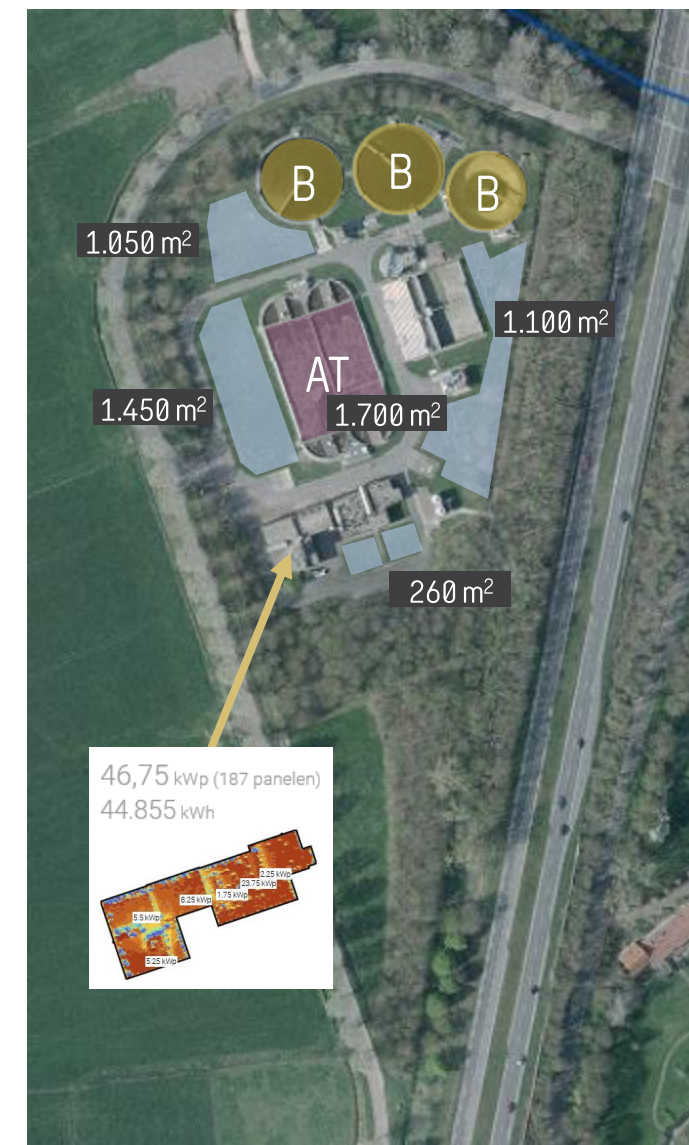 B
B
B
1.050 m²
1.100 m²
AT
1.450 m²
1.700 m²
260 m²
46,75 kWp (187 panelen)
44.855 kWh
2.25 kWp
23.75 kWp
8.25 kWp
1.75 kWp
5.5 kWp
5.25 kWp